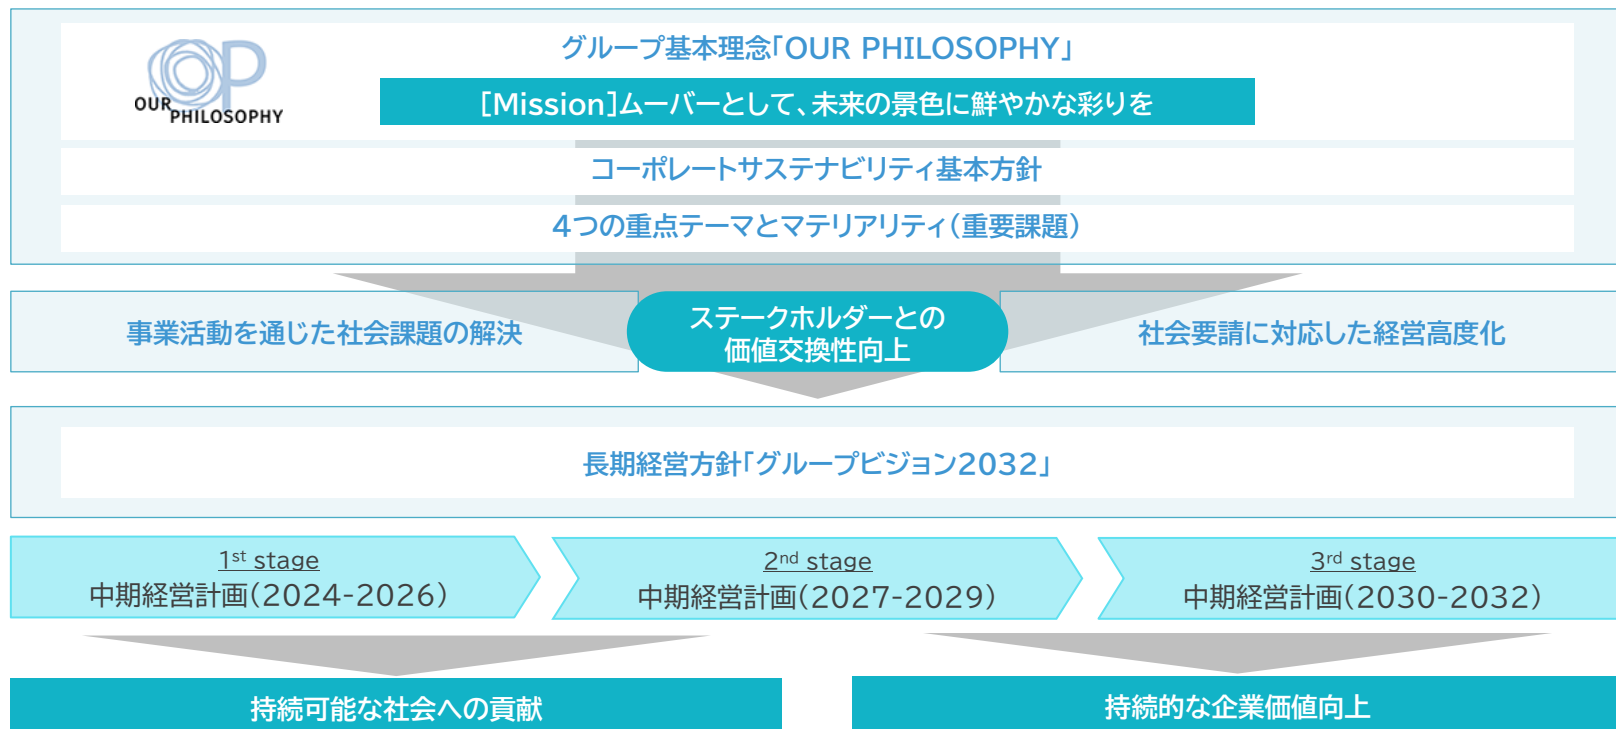 グループ基本理念「OUR PHILOSOPHY」
OP
OUR
PHILOSOPHY
[Mission]ムーバーとして、未来の景色に鮮やかな彩りを
コーポレートサステナビリティ基本方針
4つの重点テーマとマテリアリティ(重要課題)
事業活動を通じた社会課題の解決
ステークホルダーとの
価値交換性向上
社会要請に対応した経営高度化
長期経営方針「グループビジョン2032」
1st stage
中期経営計画(2024-2026)
2nd stage
中期経営計画(2027-2029)
3rd stage
中期経営計画(2030-2032)
持続可能な社会への貢献
持続的な企業価値向上